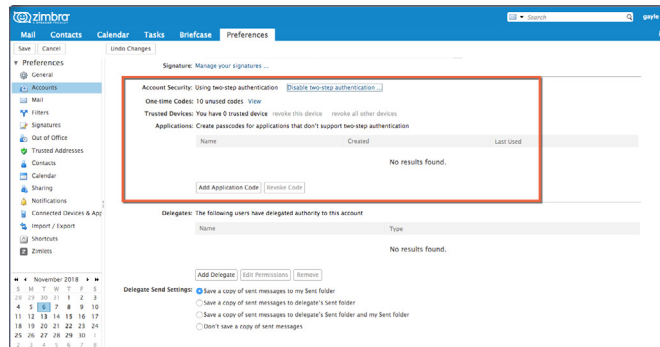 zimbra
A SYNACOR PRODUCT
Search
gayle
Mail Contacts Calendar Tasks Briefcase Preferences
Save Cancel Undo Changes
Preferences
General
Accounts
Mail
Filters
Signatures
Out of Office
Trusted Addresses
Contacts
Calendar
Sharing
Notifications
Connected Devices & App
Import / Export
Shortcuts
Zimlets
November 2018
S M T W T F S
28 29 30 31 1 2 3
4 5 6 7 8 9 10
11 12 13 14 15 16 17
18 19 20 21 22 23 24
25 26 27 28 29 30 1
2 3 4 5 6 7 8
Signature: Manage your signatures ...
Account Security: Using two-step authentication Disable two-step authentication ...
One-time Codes: 10 unused codes View
Trusted Devices: You have 0 trusted device revoke this device revoke all other devices
Applications: Create passcodes for applications that don't support two-step authentication
Name Created Last Used
No results found.
Add Application Code Revoke Code
Delegates: The following users have delegated authority to this account
Name Type
No results found.
Add Delegate Edit Permissions Remove
Delegate Send Settings: Save a copy of sent messages to my Sent folder
Save a copy of sent messages to delegate's Sent folder
Save a copy of sent messages to delegate's Sent folder and my Sent folder
Don't save a copy of sent messages